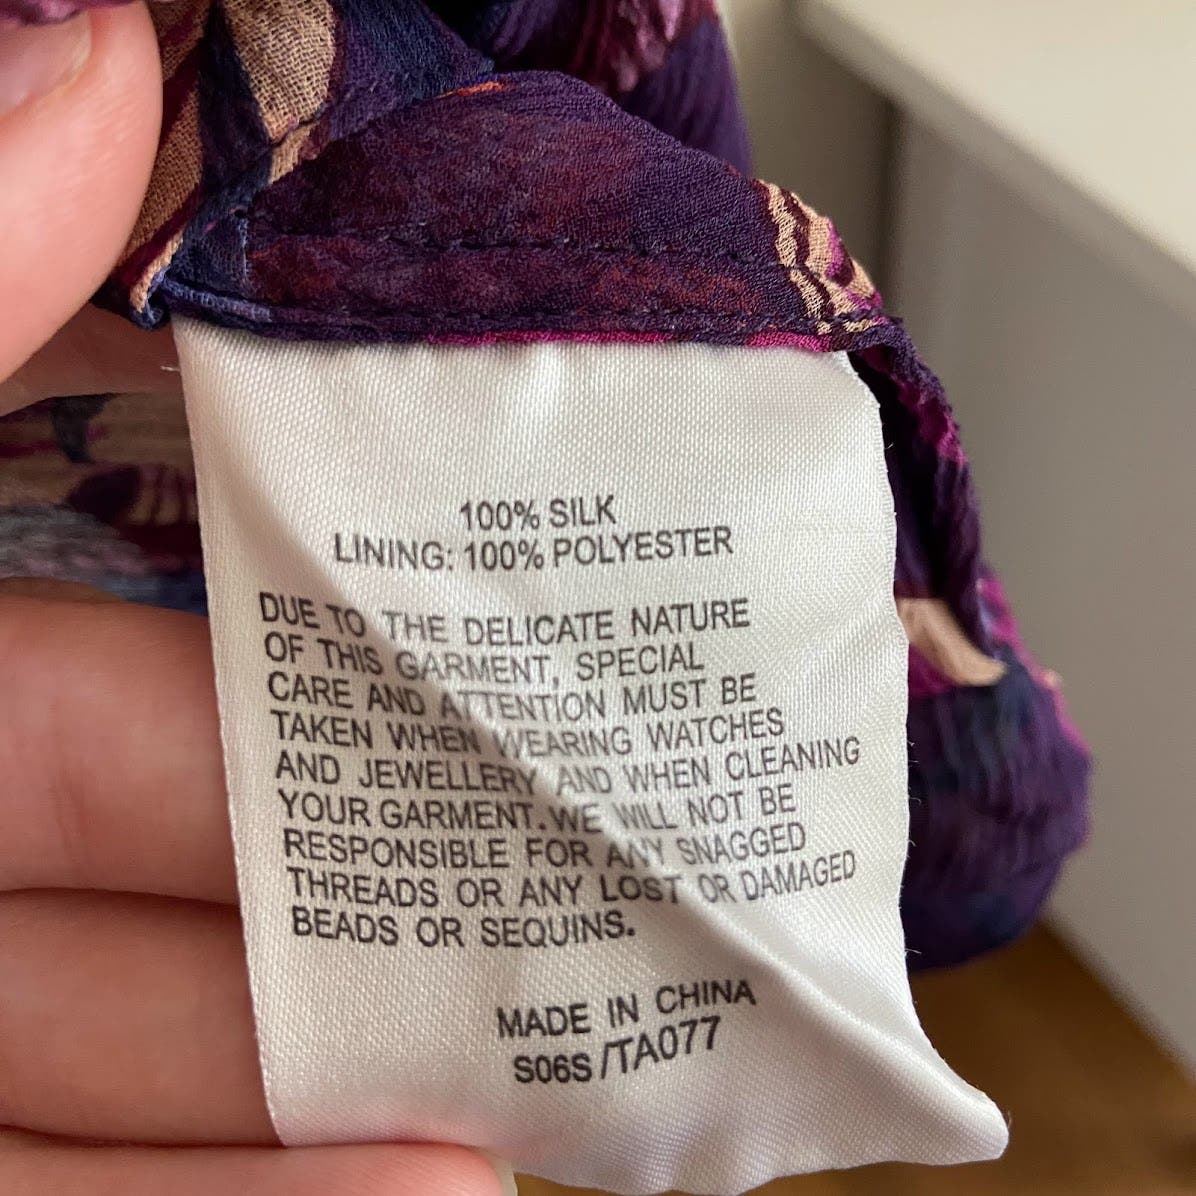 100% SILK
LINING: 100% POLYESTER
DUE TO THE DELICATE NATURE
OF THIS GARMENT, SPECIAL
CARE AND ATTENTION MUST BE
TAKEN WHEN WEARING WATCHES
AND JEWELLERY AND WHEN CLEANING
YOUR GARMENT. WE WILL NOT BE
RESPONSIBLE FOR ANY SNAGGED
THREADS OR ANY LOST OR DAMAGED
BEADS OR SEQUINS.
MADE IN CHINA
S06S/TA077